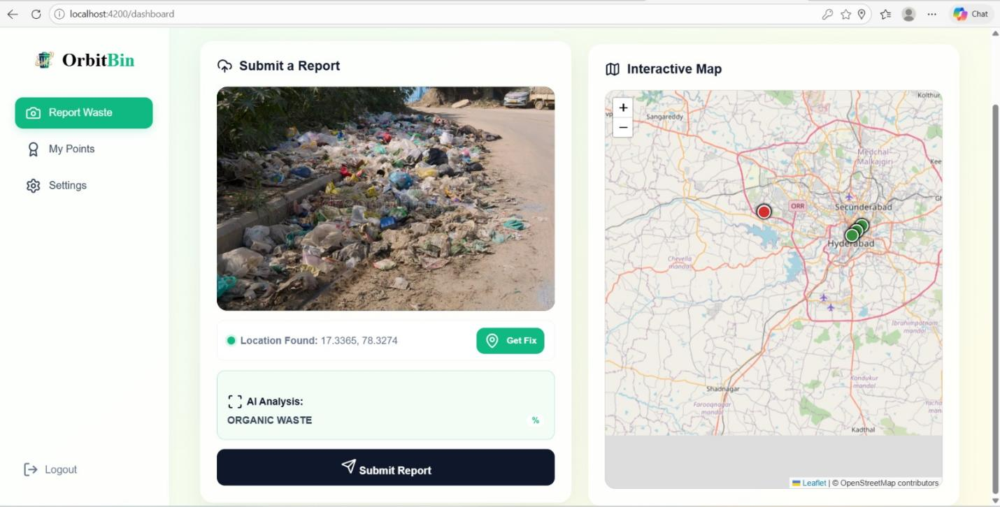 localhost:4200/dashboard
Chat
OrbitBin
Report Waste
My Points
Settings
Logout
Submit a Report
Location Found: 17.3365, 78.3274
Get Fix
AI Analysis:
ORGANIC WASTE
%
Submit Report
Interactive Map
+
−
Kolthur
Sangareddy
Medchal-
Malkajgiri
Kee
ORR
Secunderabad
Hyderabad
Chevella
mandal
Ibrahimpatnam
mandal
Kandukur
mandal
Shadnagar
Farooqnagar
mandal
Yacha
Kadthal
Leaflet | © OpenStreetMap contributors